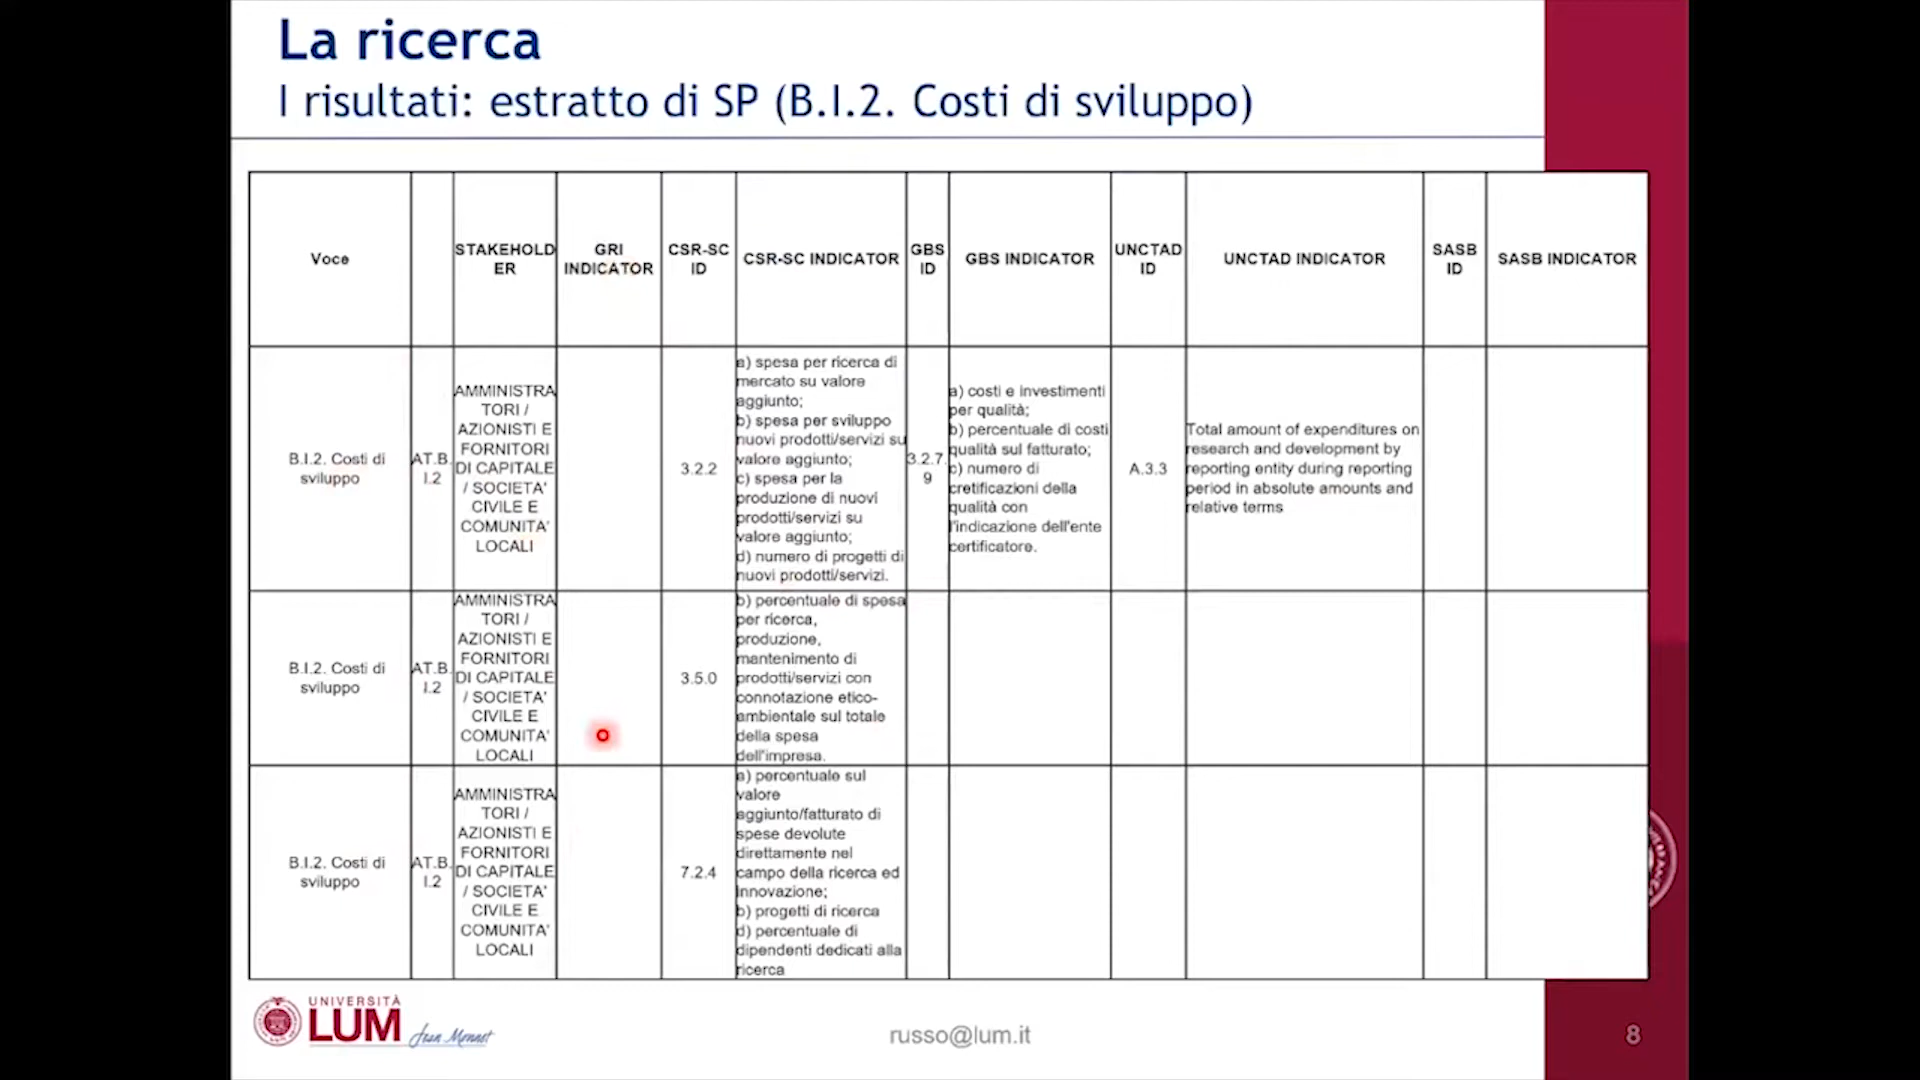 La ricerca
I risultati: estratto di SP (B.I.2. Costi di sviluppo)
Voce
STAKEHOLD
ER
GRI
INDICATOR
CSR-SC
ID
CSR-SC INDICATOR
GBS
ID
GBS INDICATOR
UNCTAD
ID
UNCTAD INDICATOR
SASB
ID
SASB INDICATOR
B.I.2. Costi di
sviluppo
AT.B.
I.2
AMMINISTRA
TORI /
AZIONISTI E
FORNITORI
DI CAPITALE
/ SOCIETA'
CIVILE E
COMUNITA'
LOCALI
3.2.2
a) spesa per ricerca di
mercato su valore
aggiunto;
b) spesa per sviluppo
nuovi prodotti/servizi su
valore aggiunto;
c) spesa per la
produzione di nuovi
prodotti/servizi su
valore aggiunto;
d) numero di progetti di
nuovi prodotti/servizi.
3.2.7.
9
a) costi e investimenti
per qualità;
b) percentuale di costi
qualità sul fatturato;
c) numero di
cretificazioni della
qualità con
l'indicazione dell'ente
certificatore.
A.3.3
Total amount of expenditures on
research and development by
reporting entity during reporting
period in absolute amounts and
relative terms
B.I.2. Costi di
sviluppo
AT.B.
I.2
AMMINISTRA
TORI /
AZIONISTI E
FORNITORI
DI CAPITALE
/ SOCIETA'
CIVILE E
COMUNITA'
LOCALI
3.5.0
b) percentuale di spesa
per ricerca,
produzione,
mantenimento di
prodotti/servizi con
connotazione etico-
ambientale sul totale
della spesa
dell'impresa.
B.I.2. Costi di
sviluppo
AT.B.
I.2
AMMINISTRA
TORI /
AZIONISTI E
FORNITORI
DI CAPITALE
/ SOCIETA'
CIVILE E
COMUNITA'
LOCALI
7.2.4
a) percentuale sul
valore
aggiunto/fatturato di
spese devolute
direttamente nel
campo della ricerca ed
innovazione;
b) progetti di ricerca
d) percentuale di
dipendenti dedicati alla
ricerca
UNIVERSITÀ
LUM
Jean Monnet
russo@lum.it
8